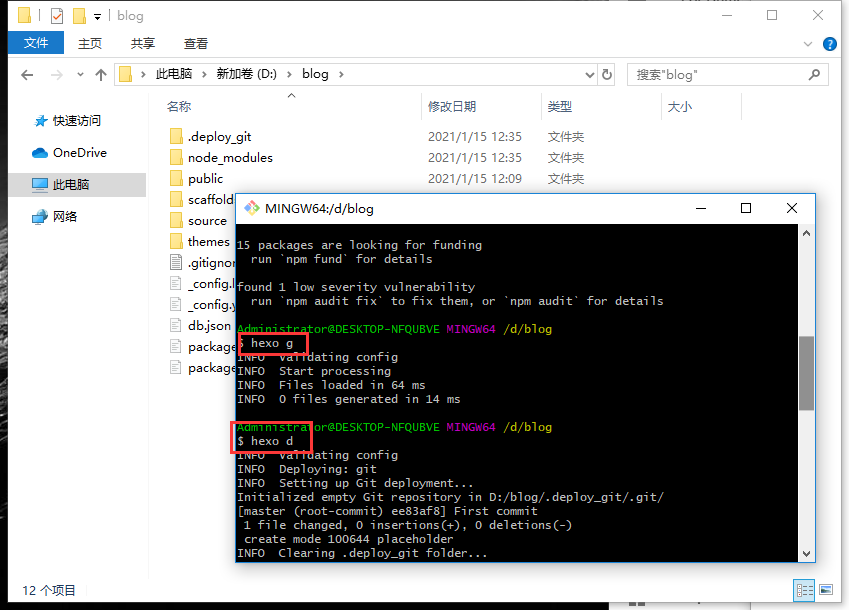 blog
文件 主页 共享 查看
此电脑 新加卷 (D:) blog
搜索"blog"
名称 修改日期 类型 大小
快速访问
OneDrive
此电脑
网络
.deploy_git 2021/1/15 12:35 文件夹
node_modules 2021/1/15 12:35 文件夹
public 2021/1/15 12:09 文件夹
scaffold
source
themes
.gitignor
_config.l
_config.y
db.json
package
package
MINGW64:/d/blog
15 packages are looking for funding
run `npm fund` for details
found 1 low severity vulnerability
run `npm audit fix` to fix them, or `npm audit` for details
Administrator@DESKTOP-NFQUBVE MINGW64 /d/blog
$ hexo g
INFO Validating config
INFO Start processing
INFO Files loaded in 64 ms
INFO 0 files generated in 14 ms
Administrator@DESKTOP-NFQUBVE MINGW64 /d/blog
$ hexo d
INFO Validating config
INFO Deploying: git
INFO Setting up Git deployment...
Initialized empty Git repository in D:/blog/.deploy_git/.git/
[master (root-commit) ee83af8] First commit
1 file changed, 0 insertions(+), 0 deletions(-)
create mode 100644 placeholder
INFO Clearing .deploy_git folder...
12 个项目